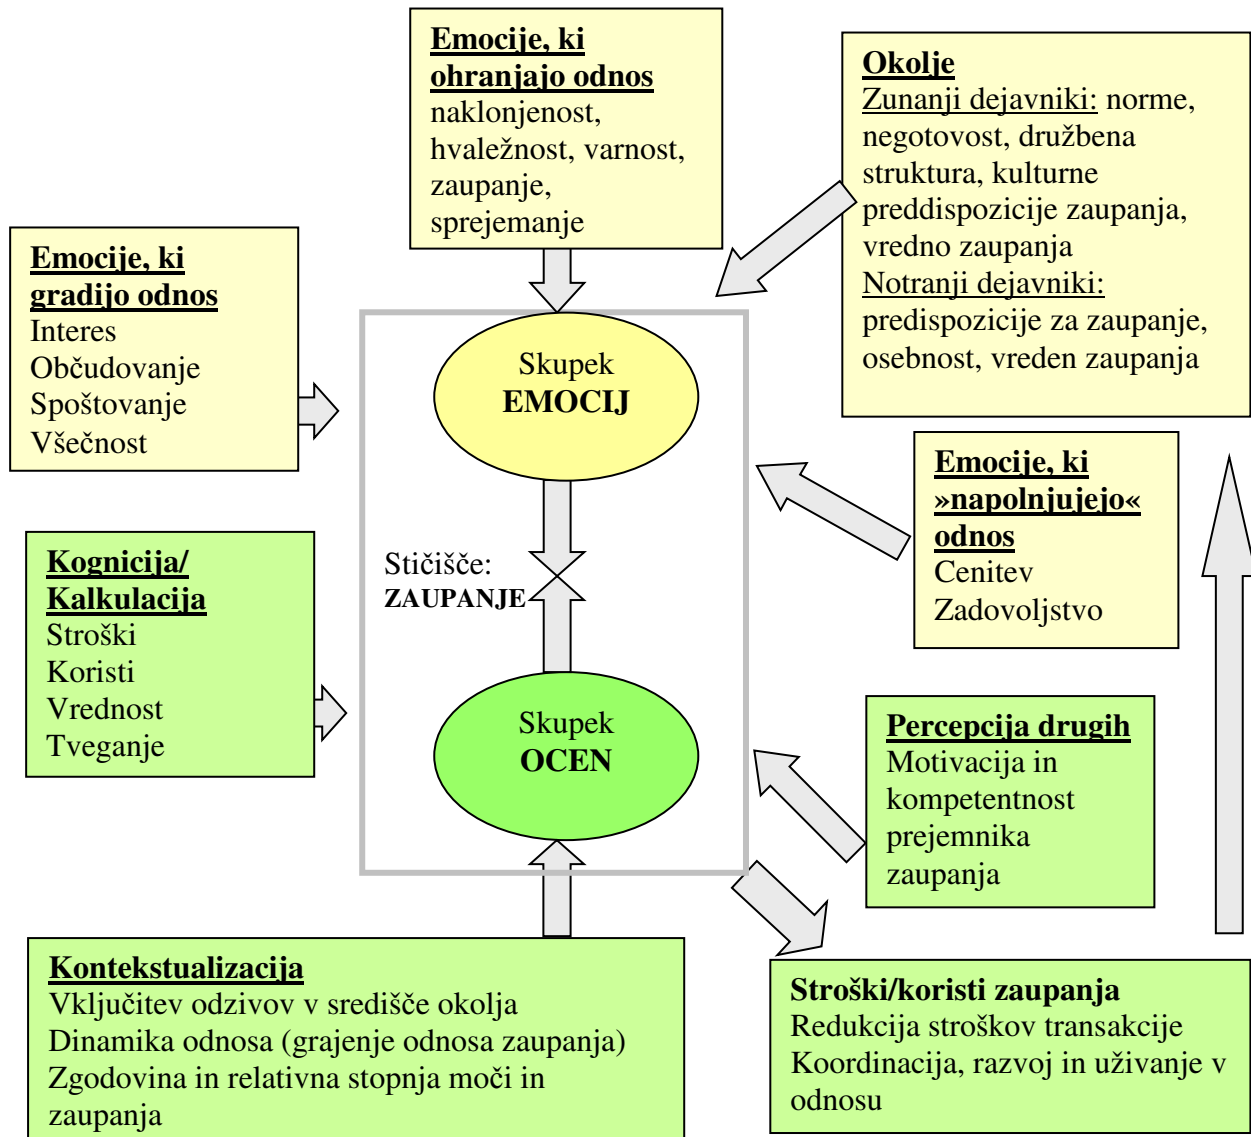 Emocije, ki
ohranjajo odnos
naklonjenost,
hvaležnost, varnost,
zaupanje,
sprejemanje
Okolje
Zunanji dejavniki: norme,
negotovost, družbena
struktura, kulturne
preddispozicije zaupanja,
vredno zaupanja
Notranji dejavniki:
predispozicije za zaupanje,
osebnost, vreden zaupanja
Emocije, ki
gradijo odnos
Interes
Občudovanje
Spoštovanje
Všečnost
Skupek
EMOCIJ
Emocije, ki
»napolnjujejo«
odnos
Cenitev
Zadovoljstvo
Kognicija/
Kalkulacija
Stroški
Koristi
Vrednost
Tveganje
Stičišče:
ZAUPANJE
Skupek
OCEN
Percepcija drugih
Motivacija in
kompetentnost
prejemnika
zaupanja
Kontekstualizacija
Vključitev odzivov v središče okolja
Dinamika odnosa (grajenje odnosa zaupanja)
Zgodovina in relativna stopnja moči in
zaupanja
Stroški/koristi zaupanja
Redukcija stroškov transakcije
Koordinacija, razvoj in uživanje v
odnosu